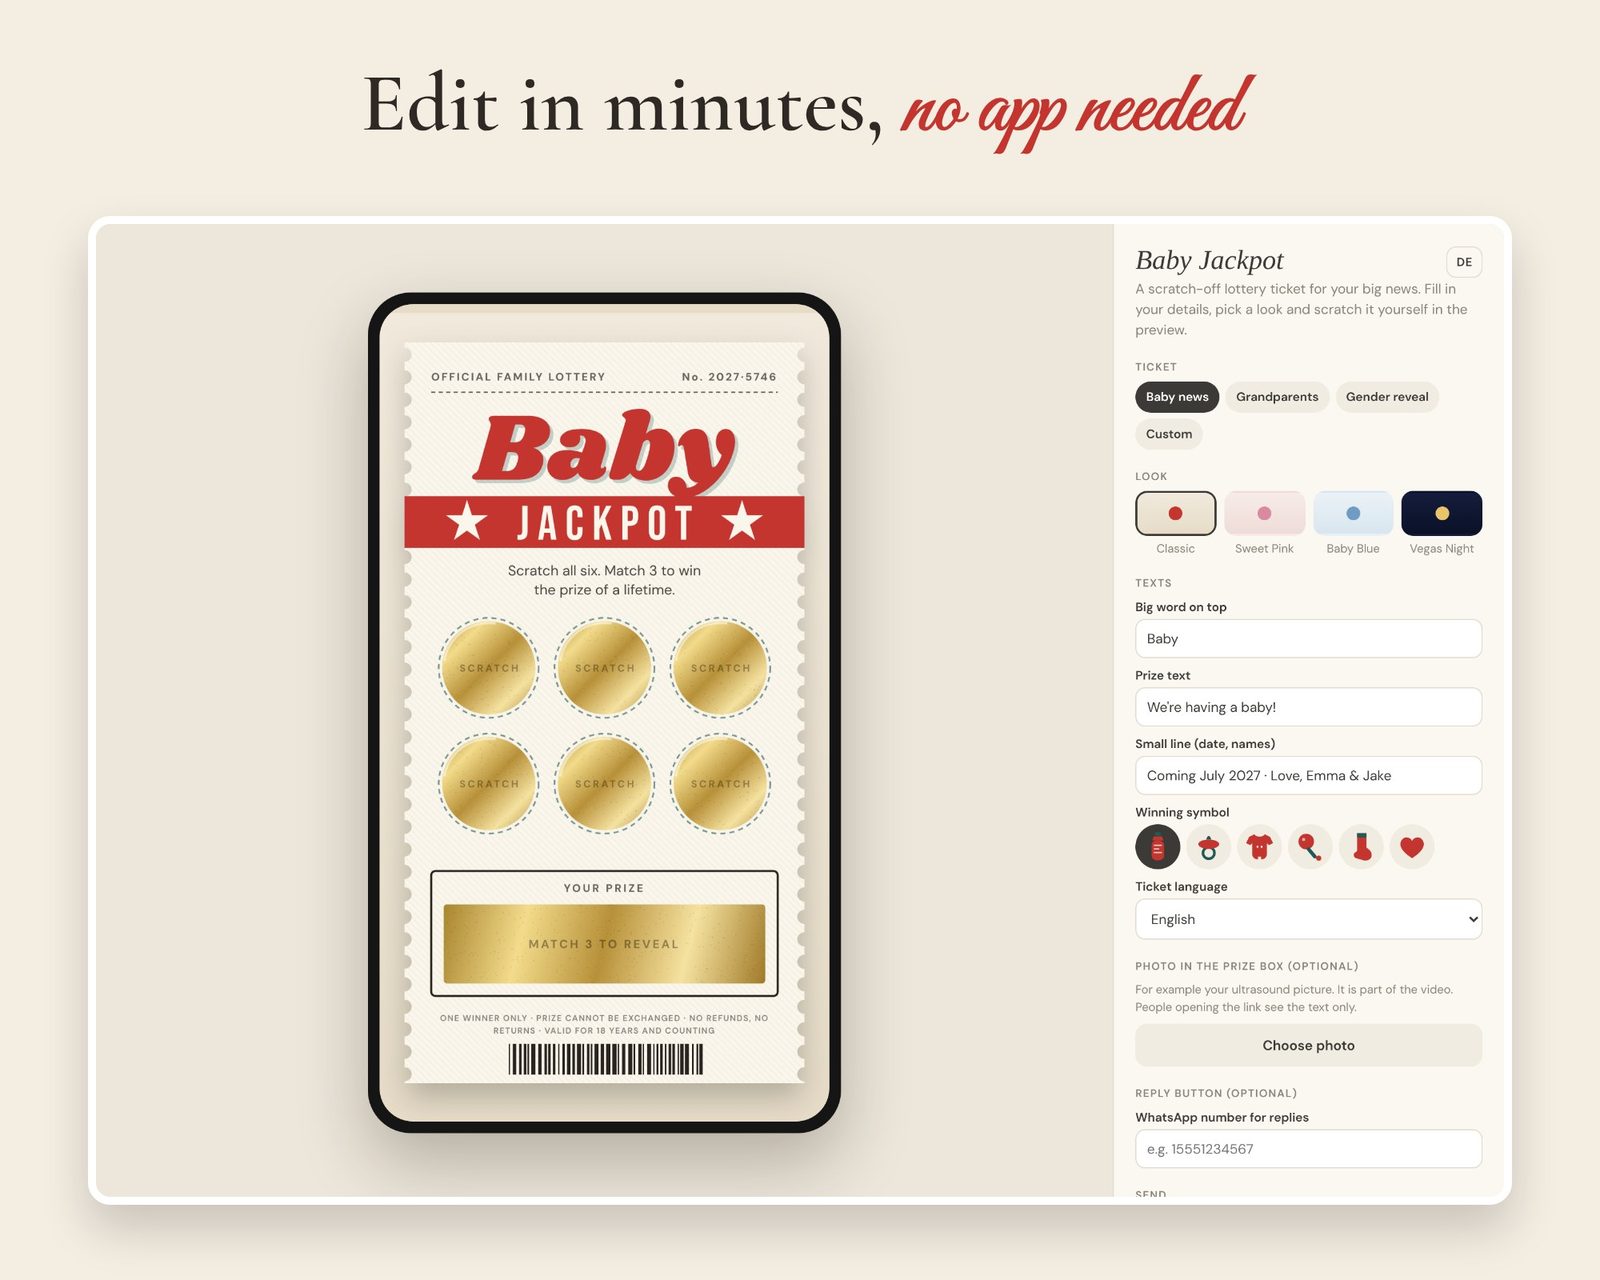 Edit in minutes, no app needed
OFFICIAL FAMILY LOTTERY No. 2027·5746
Baby
JACKPOT
Scratch all six. Match 3 to win
the prize of a lifetime.
SCRATCH SCRATCH SCRATCH
SCRATCH SCRATCH SCRATCH
YOUR PRIZE
MATCH 3 TO REVEAL
ONE WINNER ONLY · PRIZE CANNOT BE EXCHANGED · NO REFUNDS, NO
RETURNS · VALID FOR 18 YEARS AND COUNTING
Baby Jackpot
DE
A scratch-off lottery ticket for your big news. Fill in
your details, pick a look and scratch it yourself in the
preview.
TICKET
Baby news Grandparents Gender reveal
Custom
LOOK
Classic Sweet Pink Baby Blue Vegas Night
TEXTS
Big word on top
Baby
Prize text
We're having a baby!
Small line (date, names)
Coming July 2027 · Love, Emma & Jake
Winning symbol
Ticket language
English
PHOTO IN THE PRIZE BOX (OPTIONAL)
For example your ultrasound picture. It is part of the video.
People opening the link see the text only.
Choose photo
REPLY BUTTON (OPTIONAL)
WhatsApp number for replies
e.g. 15551234567
SEND